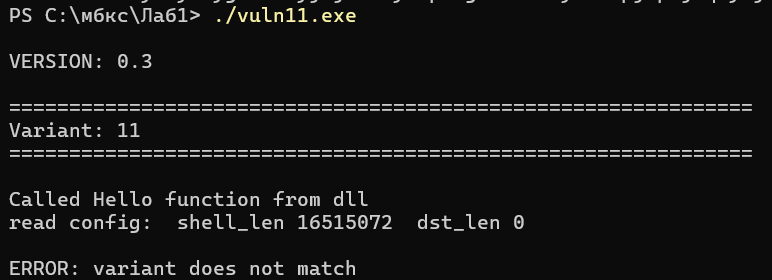 PS C:\мбкс\Лаб1> ./vuln11.exe
VERSION: 0.3
==============================================================
Variant: 11
==============================================================
Called Hello function from dll
read config:  shell_len 16515072  dst_len 0
ERROR: variant does not match